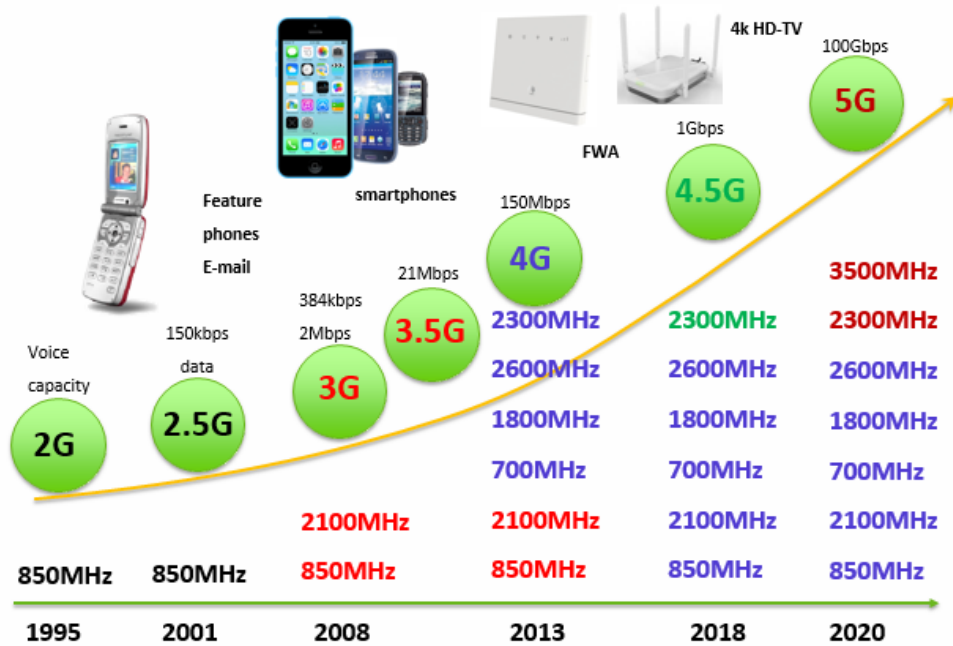 4k HD-TV
100Gbps
5G
1Gbps
FWA
4.5G
Feature
phones
E-mail
smartphones
150Mbps
4G
21Mbps
3.5G
384kbps
2Mbps
3G
150kbps
data
2.5G
Voice
capacity
2G
3500MHz
2300MHz 2300MHz 2300MHz
2600MHz 2600MHz 2600MHz
1800MHz 1800MHz 1800MHz
700MHz 700MHz 700MHz
2100MHz 2100MHz 2100MHz 2100MHz
850MHz 850MHz 850MHz 850MHz 850MHz 850MHz
1995 2001 2008 2013 2018 2020